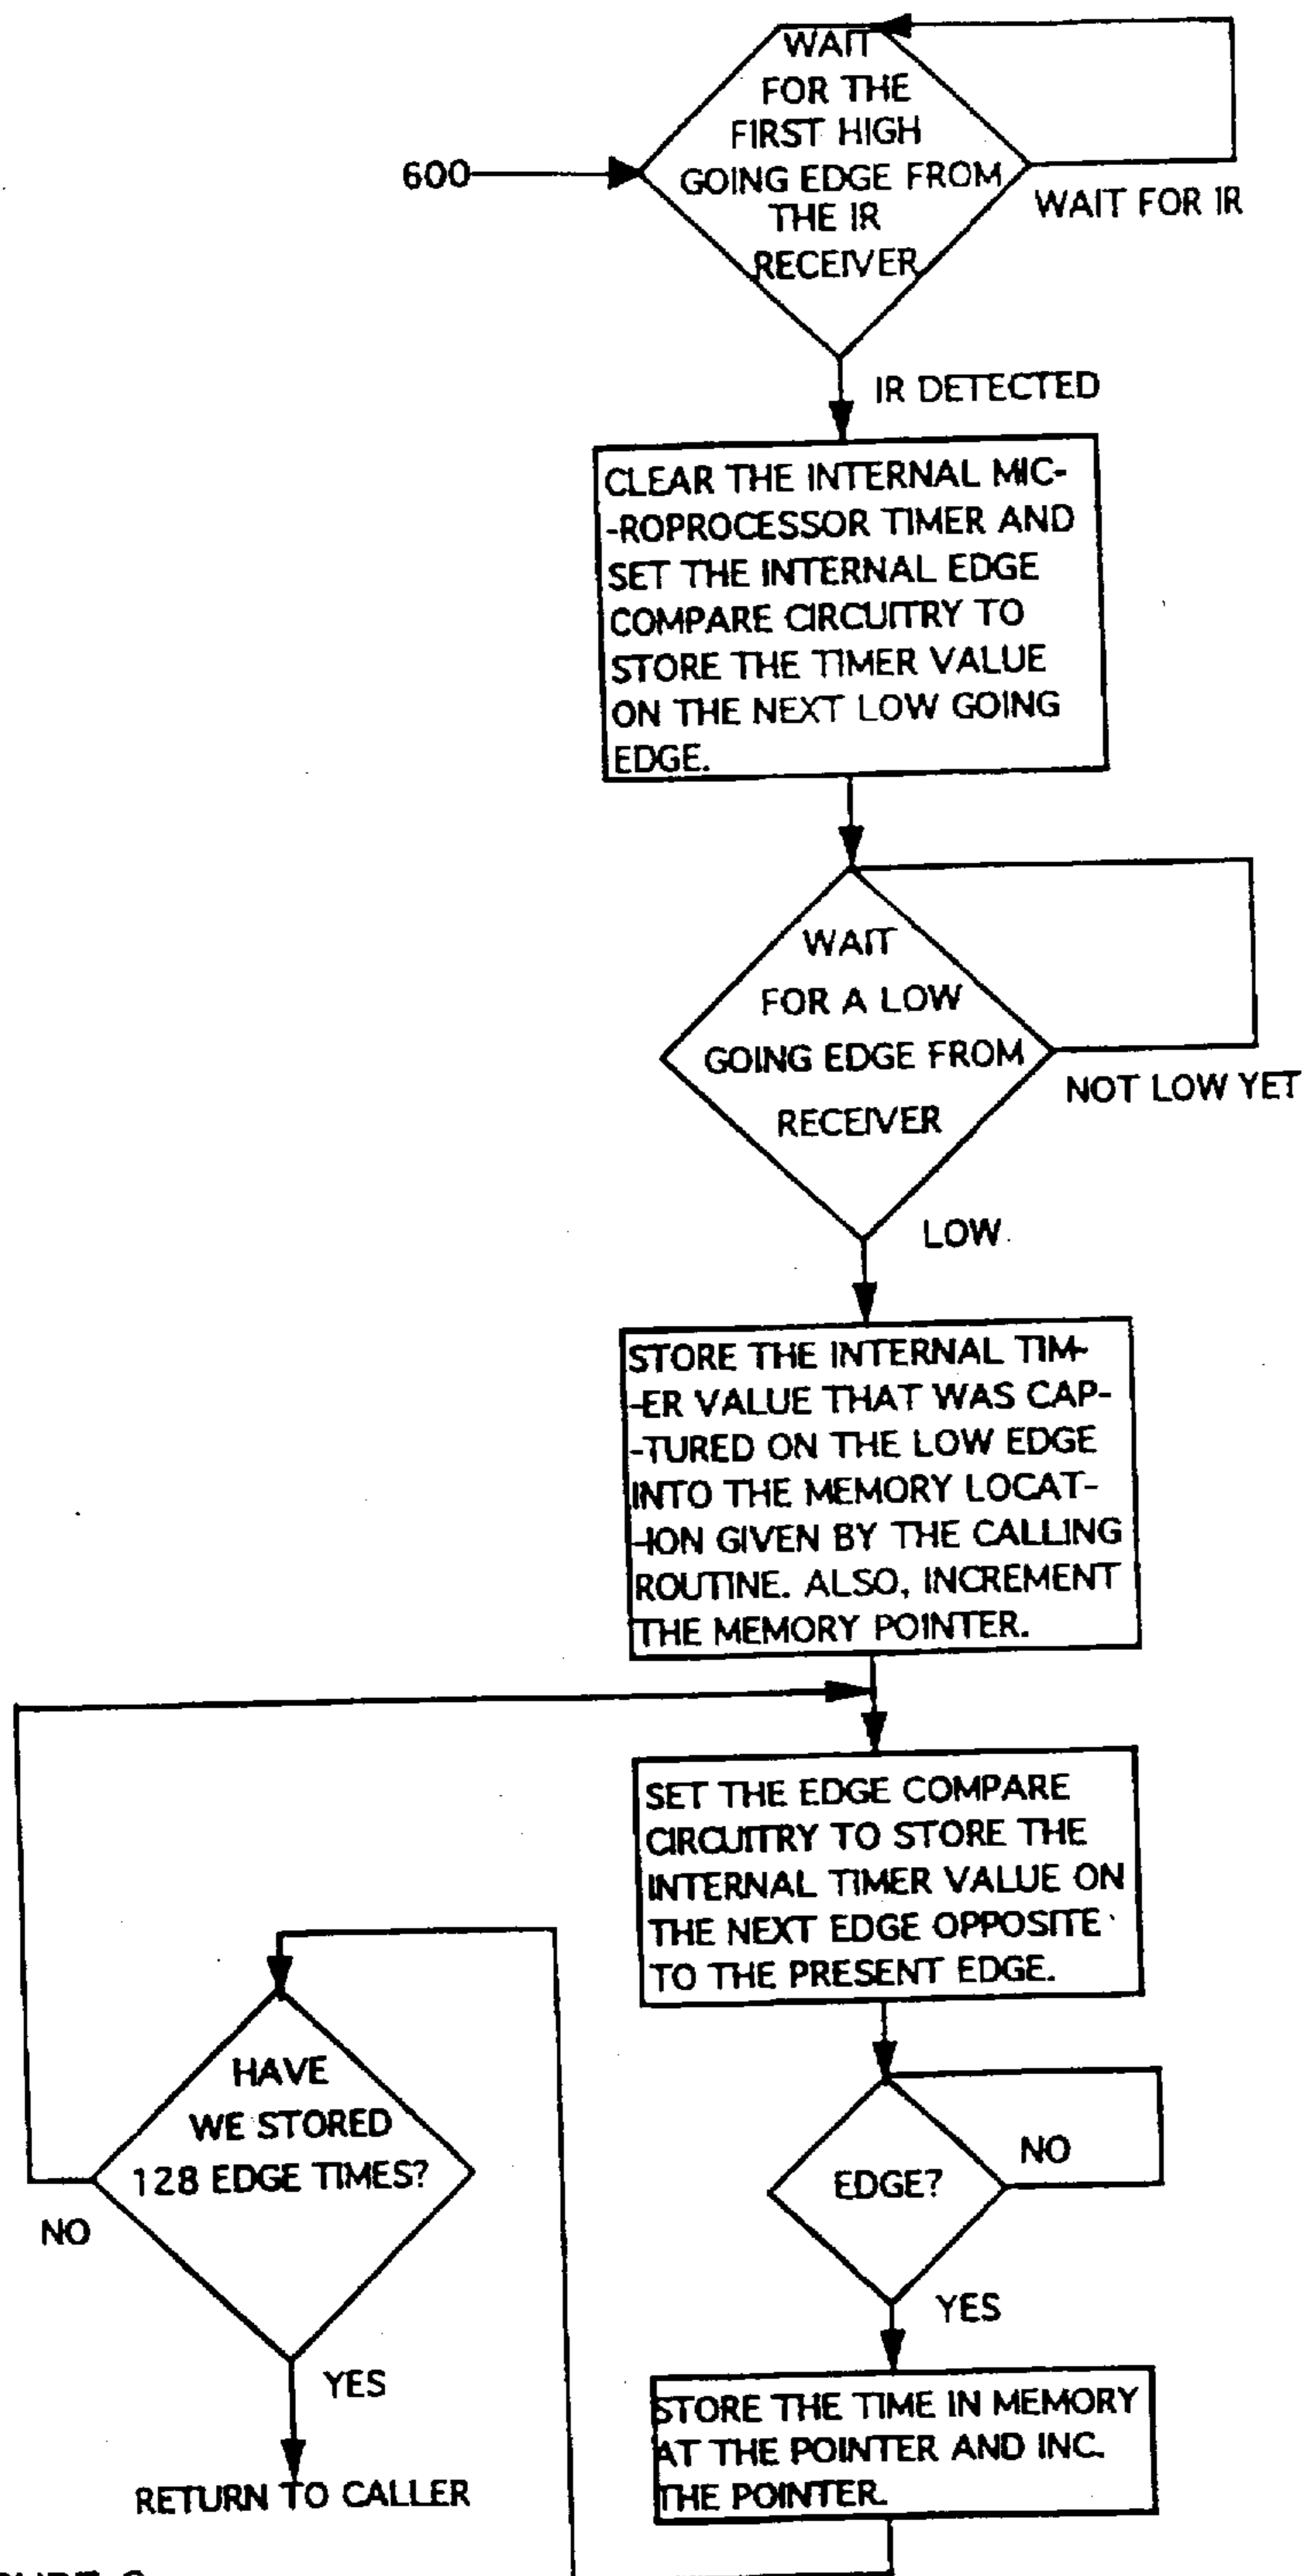 WAIT
FOR THE
FIRST HIGH
GOING EDGE FROM
THE IR
RECEIVER
600
WAIT FOR IR
IR DETECTED
CLEAR THE INTERNAL MIC-
-ROPROCESSOR TIMER AND
SET THE INTERNAL EDGE
COMPARE CIRCUITRY TO
STORE THE TIMER VALUE
ON THE NEXT LOW GOING
EDGE.
WAIT
FOR A LOW
GOING EDGE FROM
RECEIVER
NOT LOW YET
LOW
STORE THE INTERNAL TIM-
-ER VALUE THAT WAS CAP-
-TURED ON THE LOW EDGE
INTO THE MEMORY LOCAT-
-ION GIVEN BY THE CALLING
ROUTINE. ALSO, INCREMENT
THE MEMORY POINTER.
SET THE EDGE COMPARE
CIRCUITRY TO STORE THE
INTERNAL TIMER VALUE ON
THE NEXT EDGE OPPOSITE
TO THE PRESENT EDGE.
EDGE?
NO
YES
STORE THE TIME IN MEMORY
AT THE POINTER AND INC.
THE POINTER.
HAVE
WE STORED
128 EDGE TIMES?
NO
YES
RETURN TO CALLER